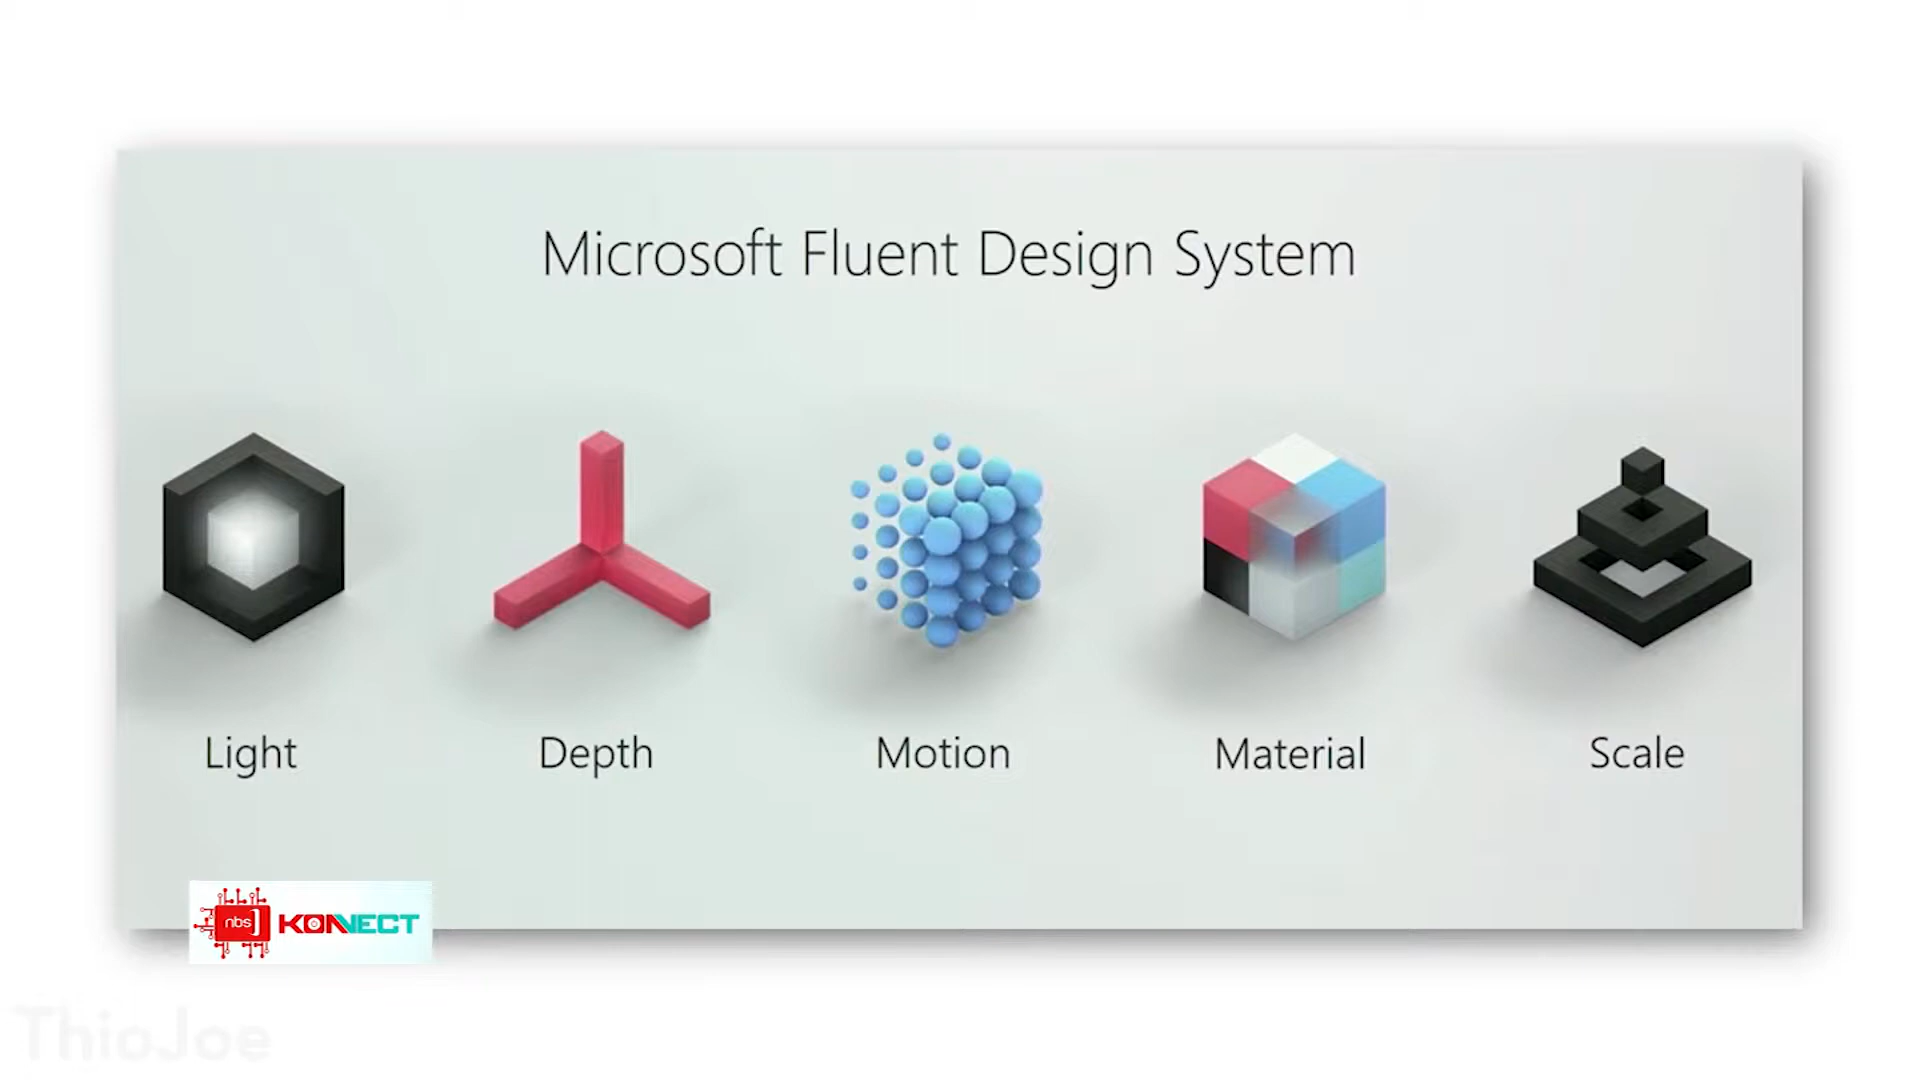 Microsoft Fluent Design System
Light Depth Motion Material Scale
nbs KONNECT
ThioJoe